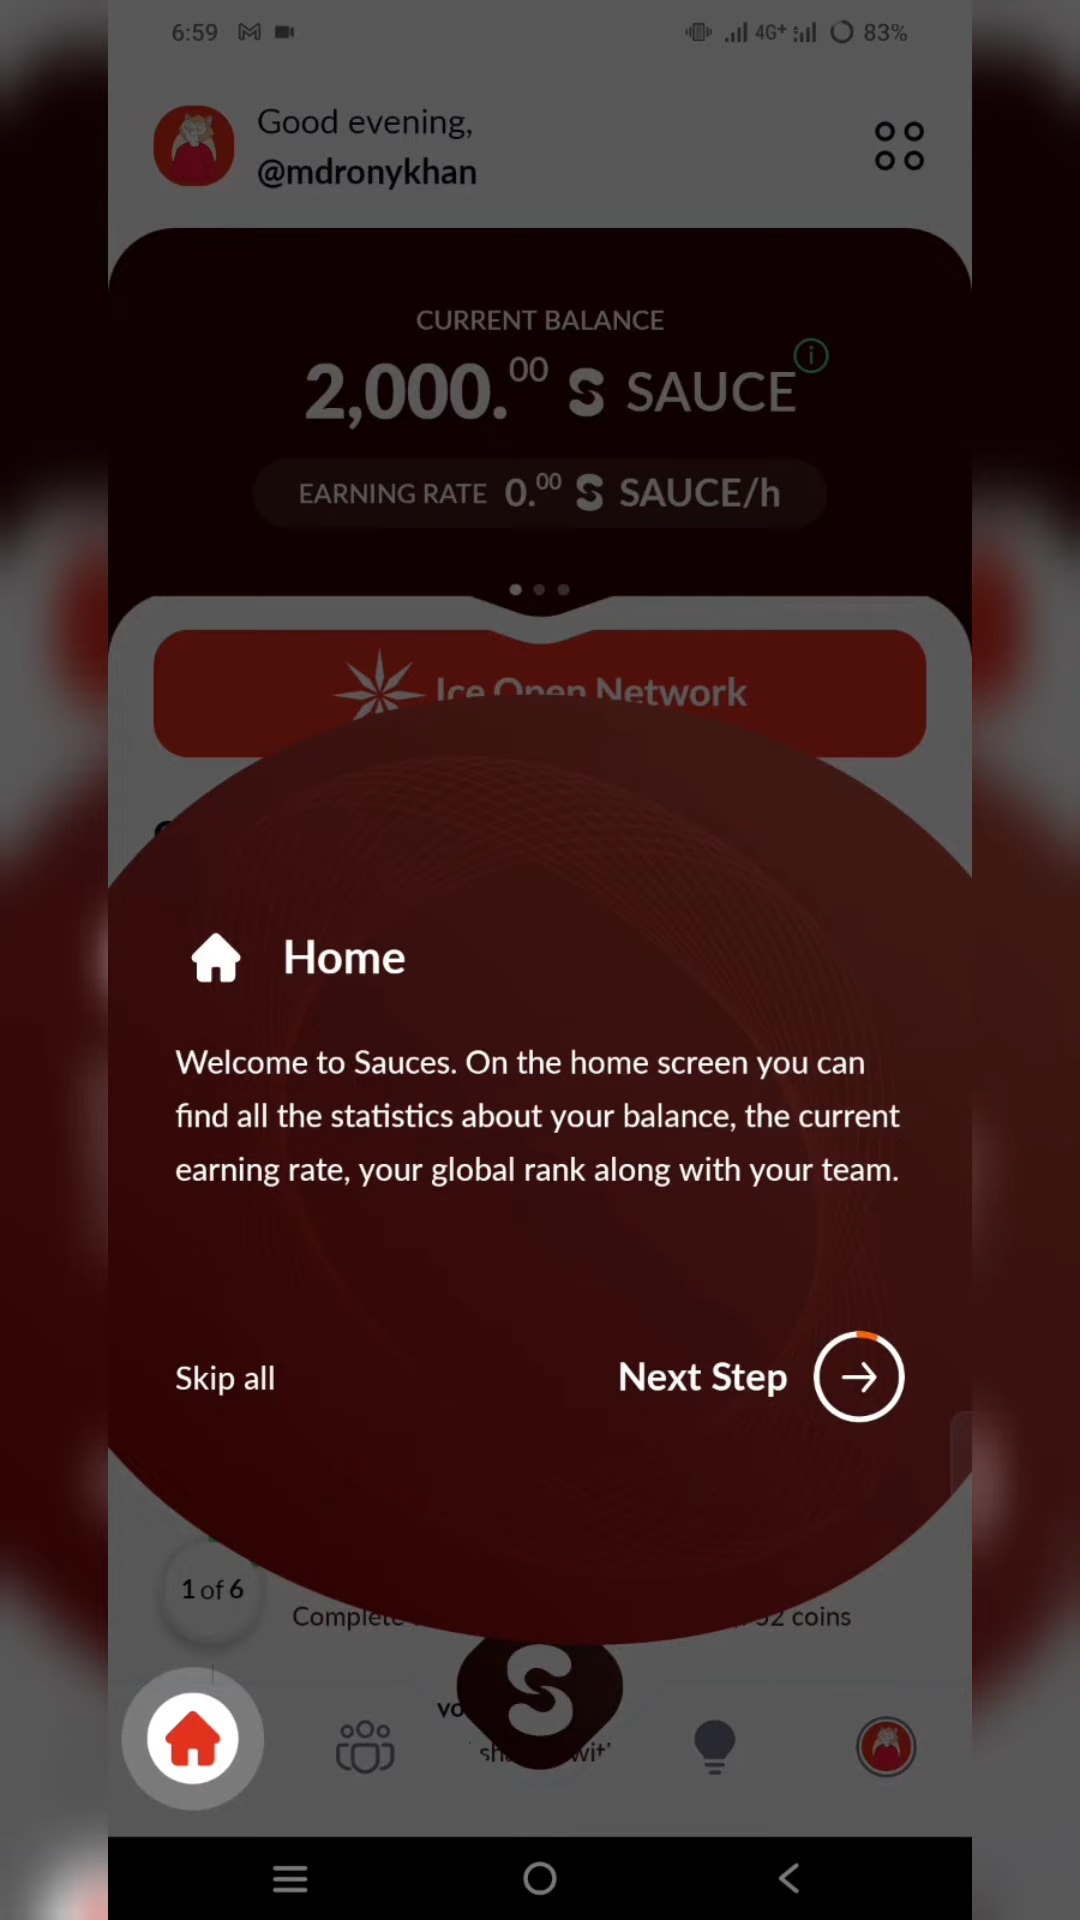 6:59
4G+
83%
Good evening,
@mdronykhan
CURRENT BALANCE
2,000.00 S SAUCE
EARNING RATE 0.00 S SAUCE/h
Ice Open Network
Home
Welcome to Sauces. On the home screen you can
find all the statistics about your balance, the current
earning rate, your global rank along with your team.
Skip all
Next Step
1 of 6
coins